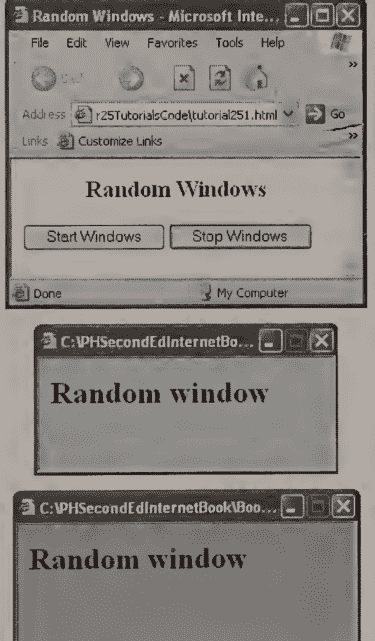 Random Windows - Microsoft Inte...
File Edit View Favorites Tools Help
»
Back
Address r25TutorialsCode\tutorial251.html Go
Links Customize Links »
Random Windows
Start Windows Stop Windows
Done My Computer
C:\PHSecondEdInternetBo...
Random window
C:\PHSecondEdInternetBook\Boo...
Random window